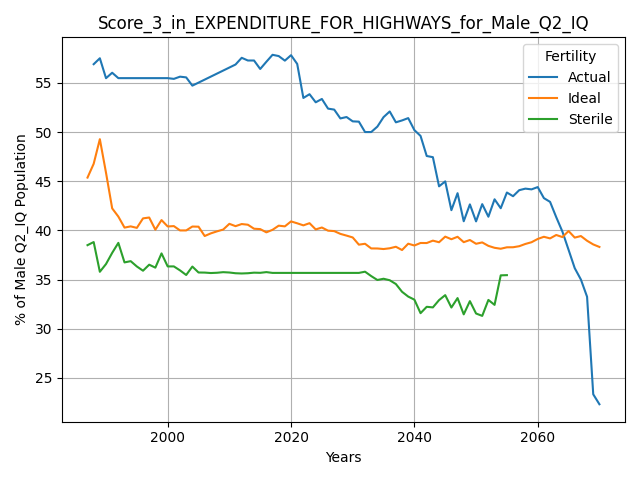 Score_3_in_EXPENDITURE_FOR_HIGHWAYS_for_Male_Q2_IQ
Fertility
Actual
Ideal
Sterile
% of Male Q2_IQ Population
55
50
45
40
35
30
25
2000 2020 2040 2060
Years